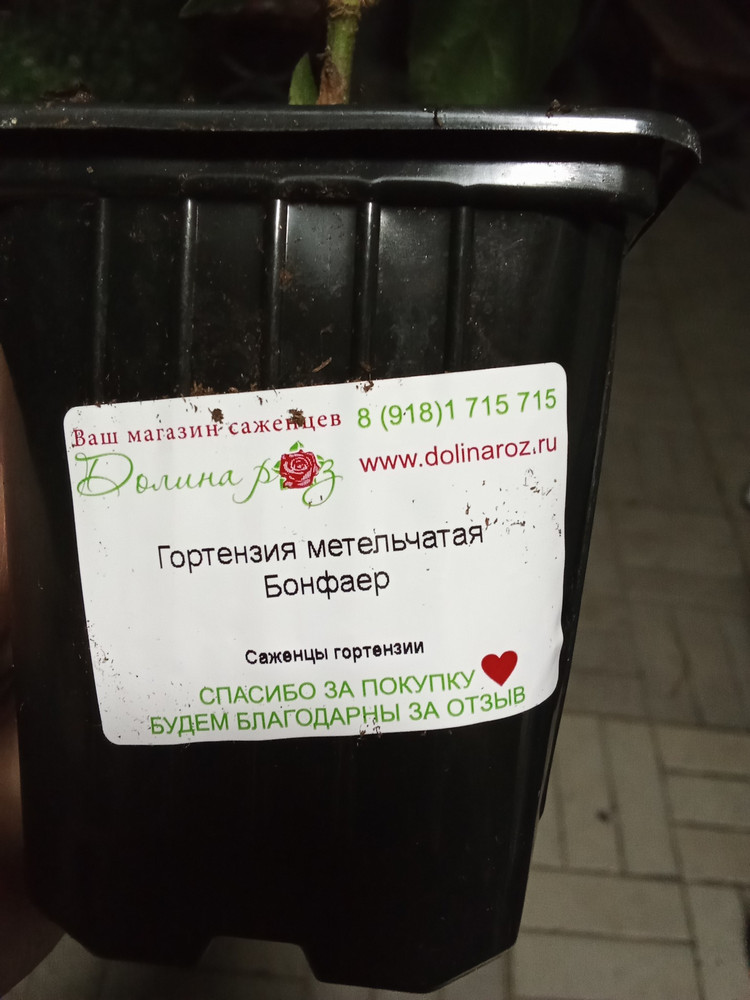 Ваш магазин саженцев 8 (918)1 715 715
Долина роз www.dolinaroz.ru
Гортензия метельчатая
Бонфаер
Саженцы гортензии
СПАСИБО ЗА ПОКУПКУ
БУДЕМ БЛАГОДАРНЫ ЗА ОТЗЫВ